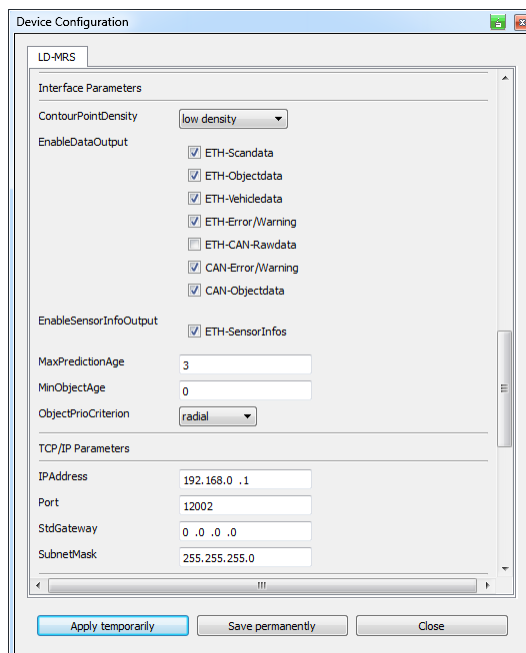 Device Configuration
LD-MRS
Interface Parameters
ContourPointDensity low density
EnableDataOutput
ETH-Scandata
ETH-Objectdata
ETH-Vehicledata
ETH-Error/Warning
ETH-CAN-Rawdata
CAN-Error/Warning
CAN-Objectdata
EnableSensorInfoOutput
ETH-SensorInfos
MaxPredictionAge 3
MinObjectAge 0
ObjectPrioCriterion radial
TCP/IP Parameters
IPAddress 192.168.0 .1
Port 12002
StdGateway 0 .0 .0 .0
SubnetMask 255.255.255.0
Apply temporarily Save permanently Close